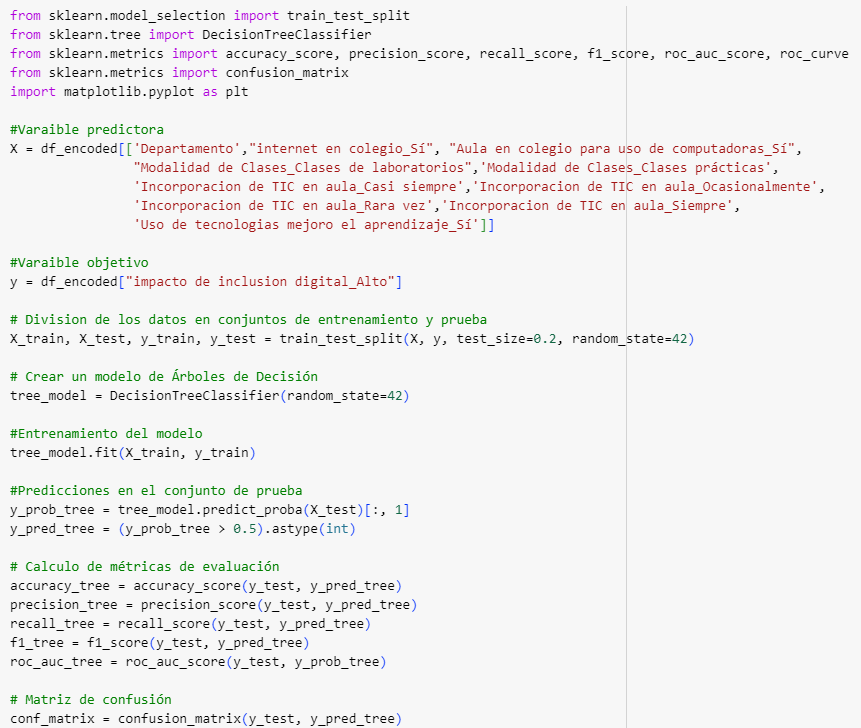 from sklearn.model_selection import train_test_split
from sklearn.tree import DecisionTreeClassifier
from sklearn.metrics import accuracy_score, precision_score, recall_score, f1_score, roc_auc_score, roc_curve
from sklearn.metrics import confusion_matrix
import matplotlib.pyplot as plt
#Varaible predictora
X = df_encoded[['Departamento',"internet en colegio_Sí", "Aula en colegio para uso de computadoras_Sí",
"Modalidad de Clases_Clases de laboratorios",'Modalidad de Clases_Clases prácticas',
'Incorporacion de TIC en aula_Casi siempre','Incorporacion de TIC en aula_Ocasionalmente',
'Incorporacion de TIC en aula_Rara vez','Incorporacion de TIC en aula_Siempre',
'Uso de tecnologias mejoro el aprendizaje_Sí']]
#Varaible objetivo
y = df_encoded["impacto de inclusion digital_Alto"]
# Division de los datos en conjuntos de entrenamiento y prueba
X_train, X_test, y_train, y_test = train_test_split(X, y, test_size=0.2, random_state=42)
# Crear un modelo de Árboles de Decisión
tree_model = DecisionTreeClassifier(random_state=42)
#Entrenamiento del modelo
tree_model.fit(X_train, y_train)
#Predicciones en el conjunto de prueba
y_prob_tree = tree_model.predict_proba(X_test)[:, 1]
y_pred_tree = (y_prob_tree > 0.5).astype(int)
# Calculo de métricas de evaluación
accuracy_tree = accuracy_score(y_test, y_pred_tree)
precision_tree = precision_score(y_test, y_pred_tree)
recall_tree = recall_score(y_test, y_pred_tree)
f1_tree = f1_score(y_test, y_pred_tree)
roc_auc_tree = roc_auc_score(y_test, y_prob_tree)
# Matriz de confusión
conf_matrix = confusion_matrix(y_test, y_pred_tree)